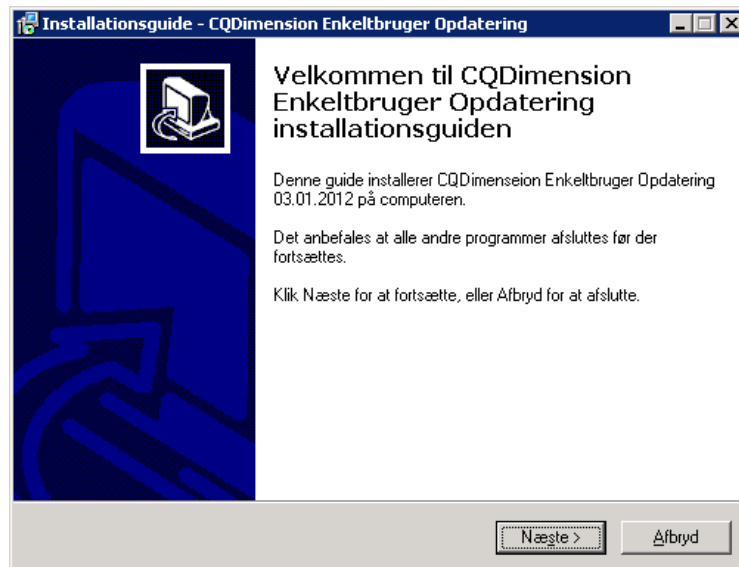 Installationsguide - CQDimension Enkeltbruger Opdatering
Velkommen til CQDimension
Enkeltbruger Opdatering
installationsguiden
Denne guide installerer CQDimenseion Enkeltbruger Opdatering
03.01.2012 på computeren.
Det anbefales at alle andre programmer afsluttes før der
fortsættes.
Klik Næste for at fortsætte, eller Afbryd for at afslutte.
Næste >
Afbryd